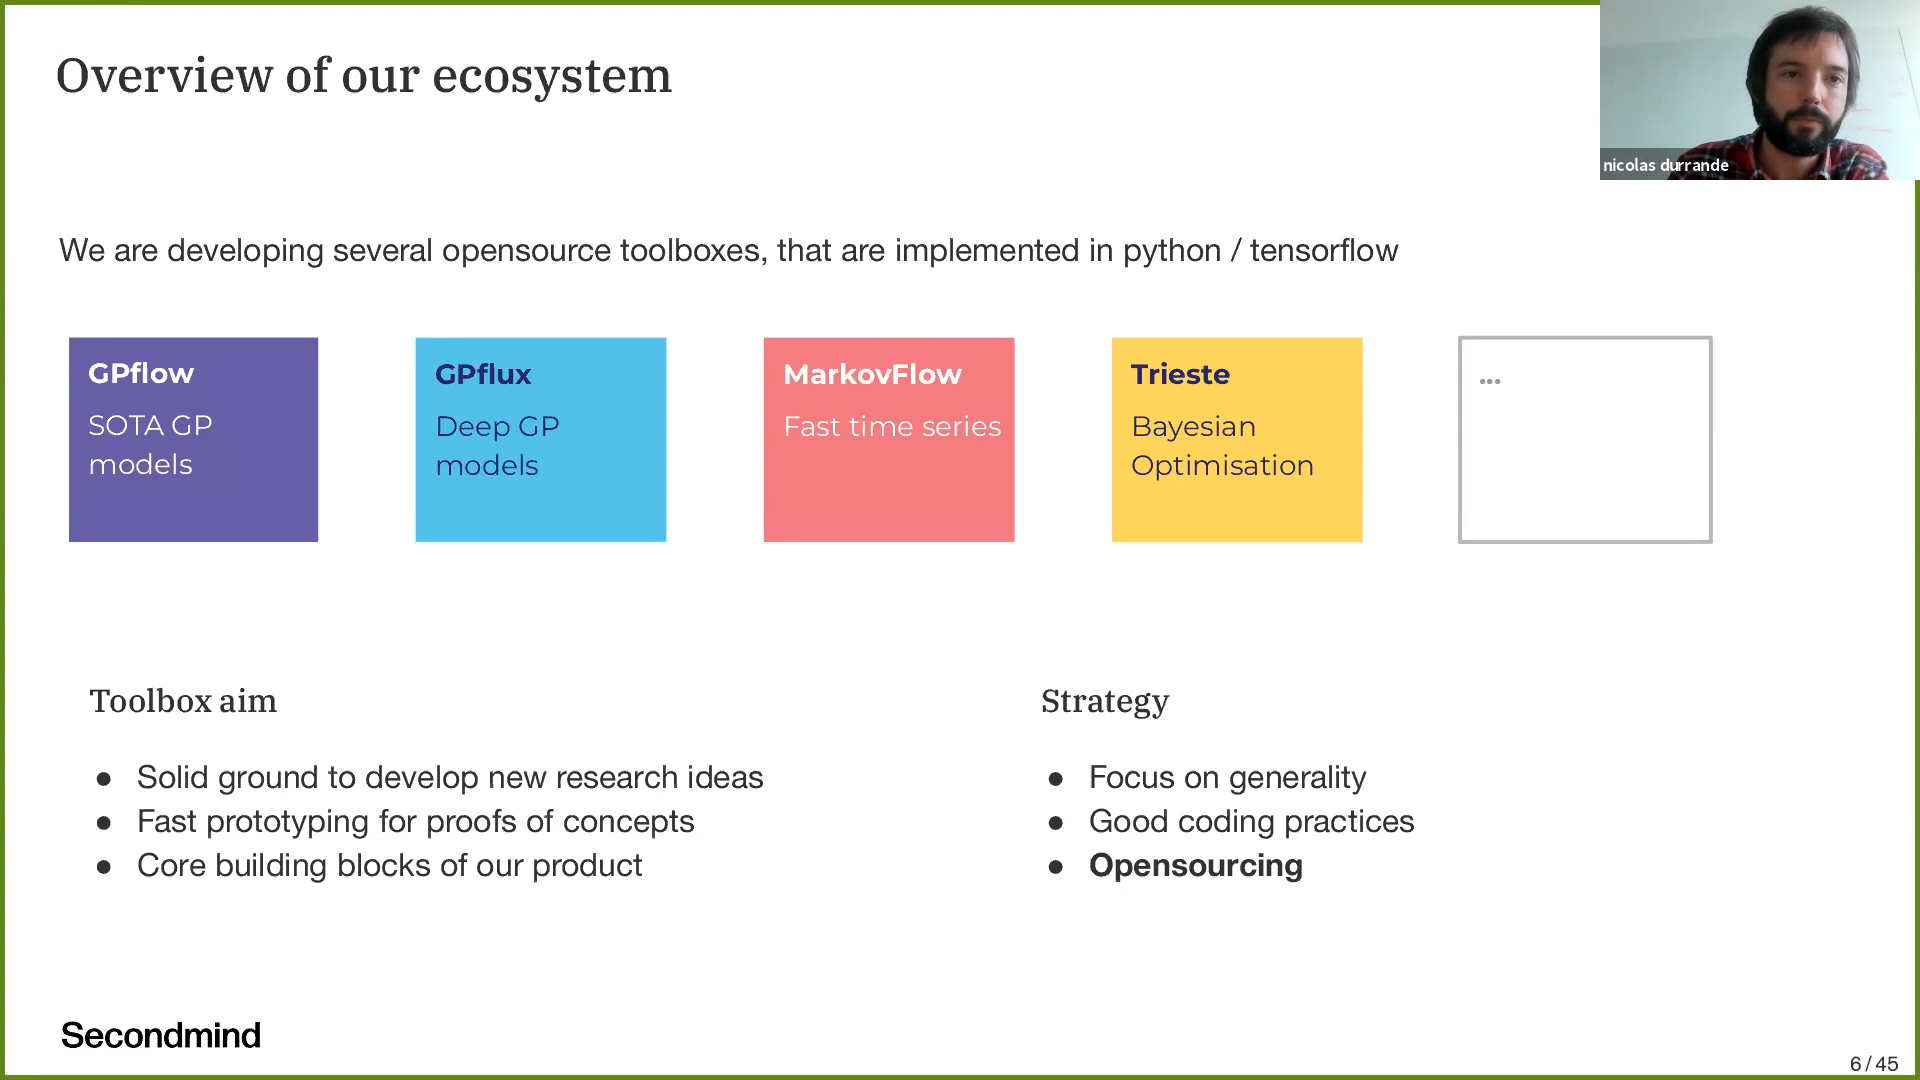 Overview of our ecosystem
nicolas durrande
We are developing several opensource toolboxes, that are implemented in python / tensorflow
GPflow
SOTA GP
models
GPflux
Deep GP
models
MarkovFlow
Fast time series
Trieste
Bayesian
Optimisation
...
Toolbox aim
● Solid ground to develop new research ideas
● Fast prototyping for proofs of concepts
● Core building blocks of our product
Strategy
● Focus on generality
● Good coding practices
● Opensourcing
Secondmind
6 / 45